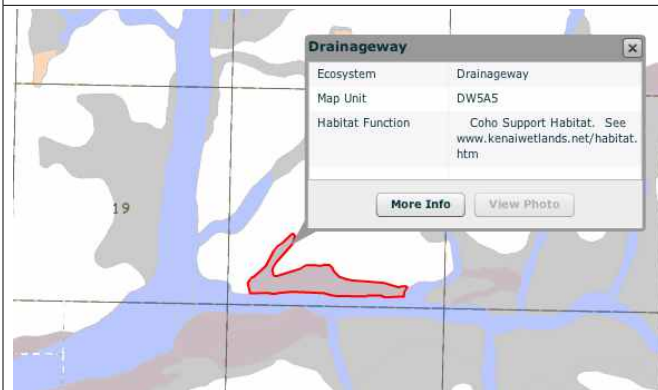 Drainageway
Ecosystem Drainageway
Map Unit DW5A5
Habitat Function Coho Support Habitat. See
www.kenaiwetlands.net/habitat.
htm
More Info View Photo
19